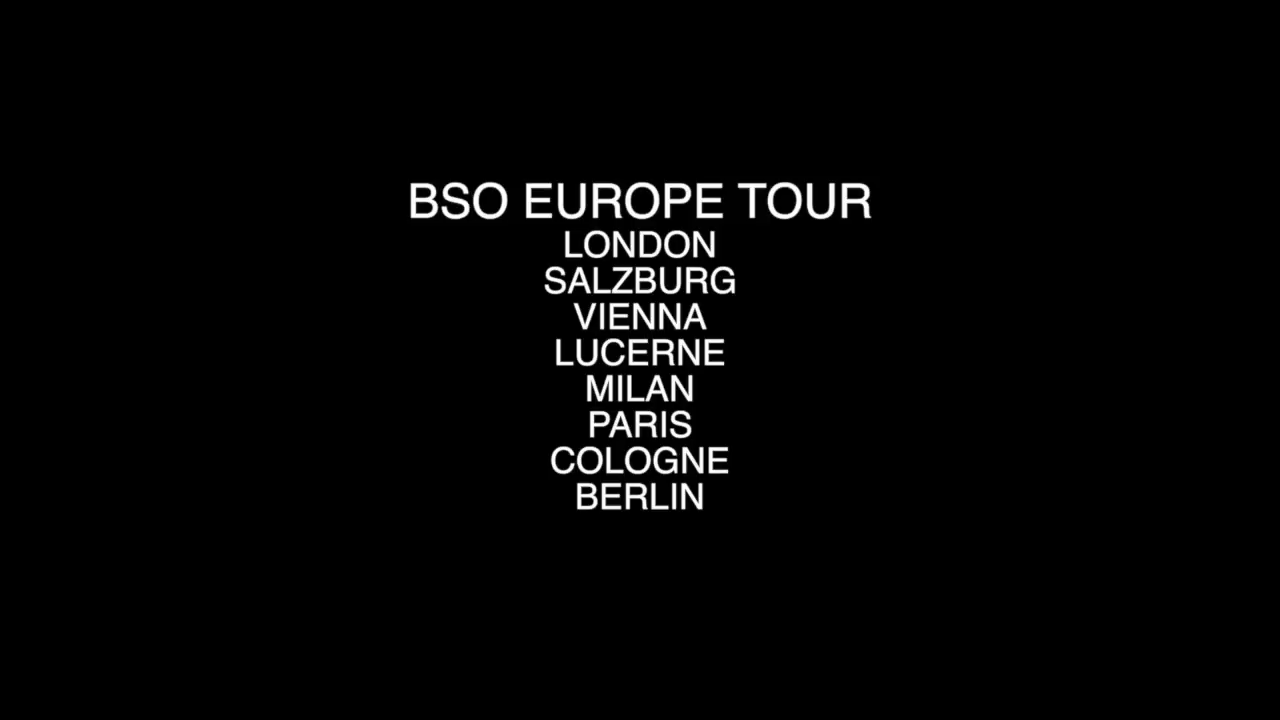 BSO EUROPE TOUR
LONDON
SALZBURG
VIENNA
LUCERNE
MILAN
PARIS
COLOGNE
BERLIN